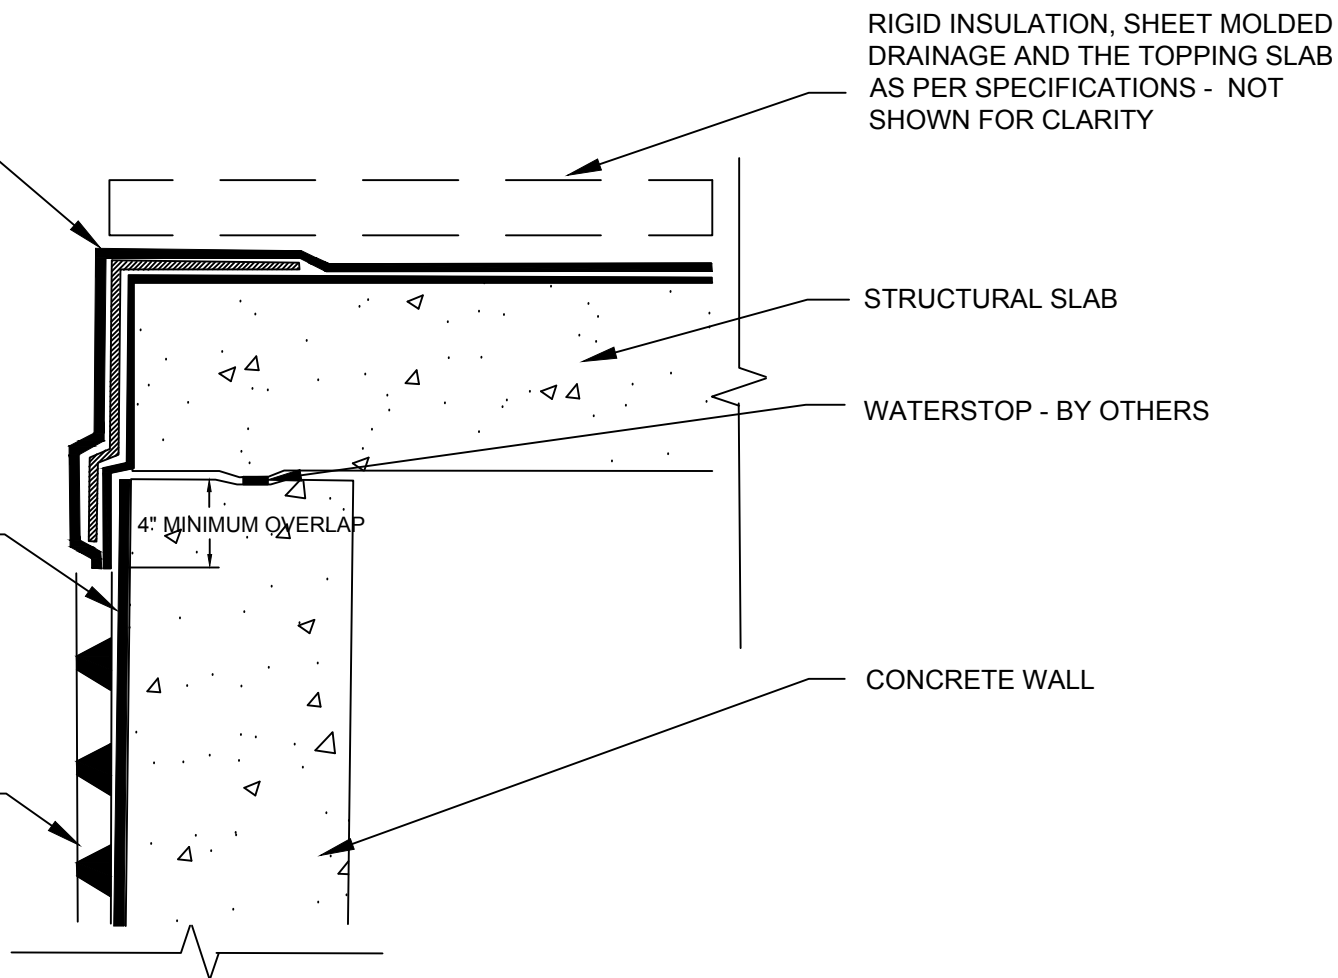 RIGID INSULATION, SHEET MOLDED
DRAINAGE AND THE TOPPING SLAB
AS PER SPECIFICATIONS - NOT
SHOWN FOR CLARITY
STRUCTURAL SLAB
WATERSTOP - BY OTHERS
4" MINIMUM OVERLAP
CONCRETE WALL